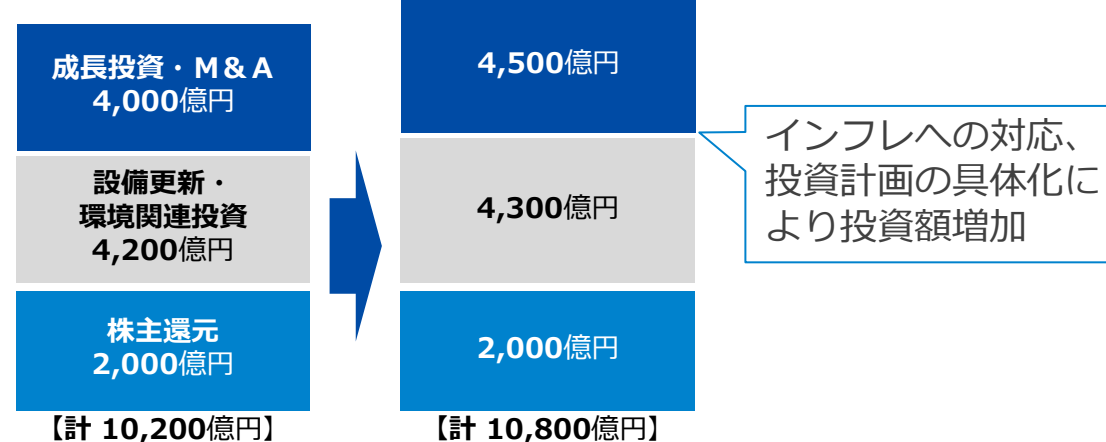 成長投資・M&A
4,000億円
設備更新・
環境関連投資
4,200億円
株主還元
2,000億円
【計 10,200億円】
4,500億円
4,300億円
2,000億円
【計 10,800億円】
インフレへの対応、
投資計画の具体化に
より投資額増加